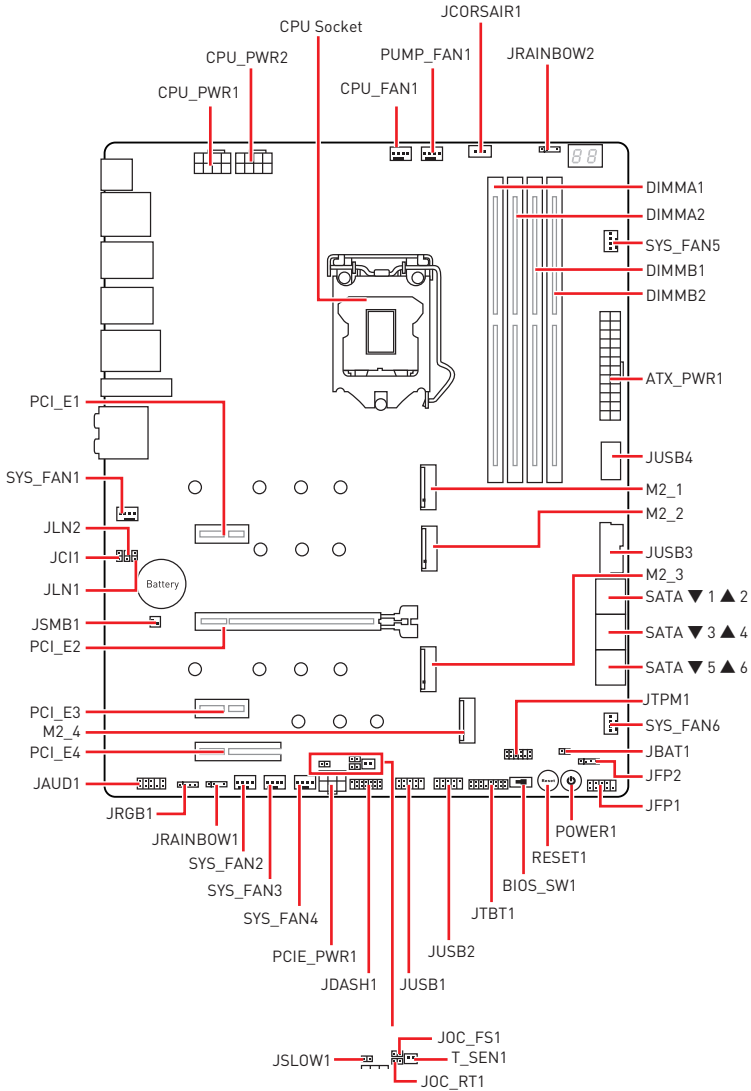 JCORSAIR1
CPU Socket
CPU_PWR2
PUMP_FAN1
JRAINBOW2
CPU_PWR1
CPU_FAN1
88
DIMMA1
DIMMA2
SYS_FAN5
DIMMB1
DIMMB2
ATX_PWR1
PCI_E1
JUSB4
SYS_FAN1
M2_1
M2_2
JLN2
JCI1
JUSB3
JLN1
Battery
M2_3
SATA ▼ 1 ▲ 2
JSMB1
SATA ▼ 3 ▲ 4
PCI_E2
SATA ▼ 5 ▲ 6
JTPM1
PCI_E3
SYS_FAN6
M2_4
PCI_E4
JBAT1
JAUD1
JFP2
Reset
JRGB1
JFP1
JRAINBOW1
POWER1
SYS_FAN2
RESET1
SYS_FAN3
BIOS_SW1
SYS_FAN4
JTBT1
PCIE_PWR1
JUSB2
JDASH1
JUSB1
JOC_FS1
JSLOW1
T_SEN1
JOC_RT1